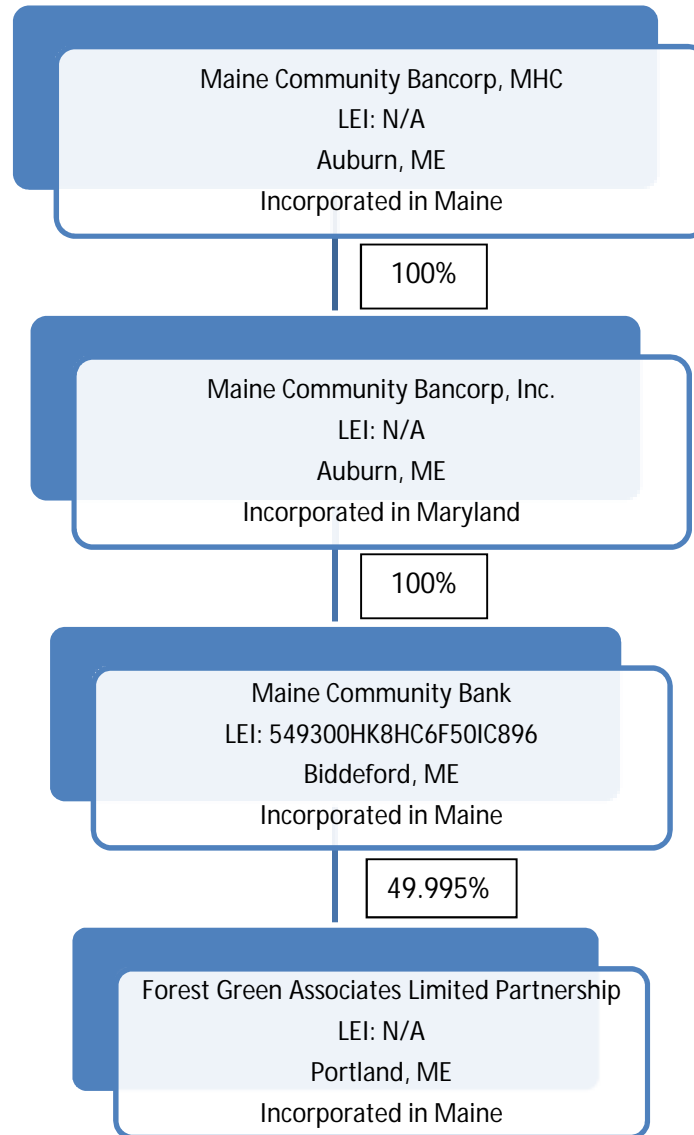 Maine Community Bancorp, MHC
LEI: N/A
Auburn, ME
Incorporated in Maine
100%
Maine Community Bancorp, Inc.
LEI: N/A
Auburn, ME
Incorporated in Maryland
100%
Maine Community Bank
LEI: 549300HK8HC6F50IC896
Biddeford, ME
Incorporated in Maine
49.995%
Forest Green Associates Limited Partnership
LEI: N/A
Portland, ME
Incorporated in Maine